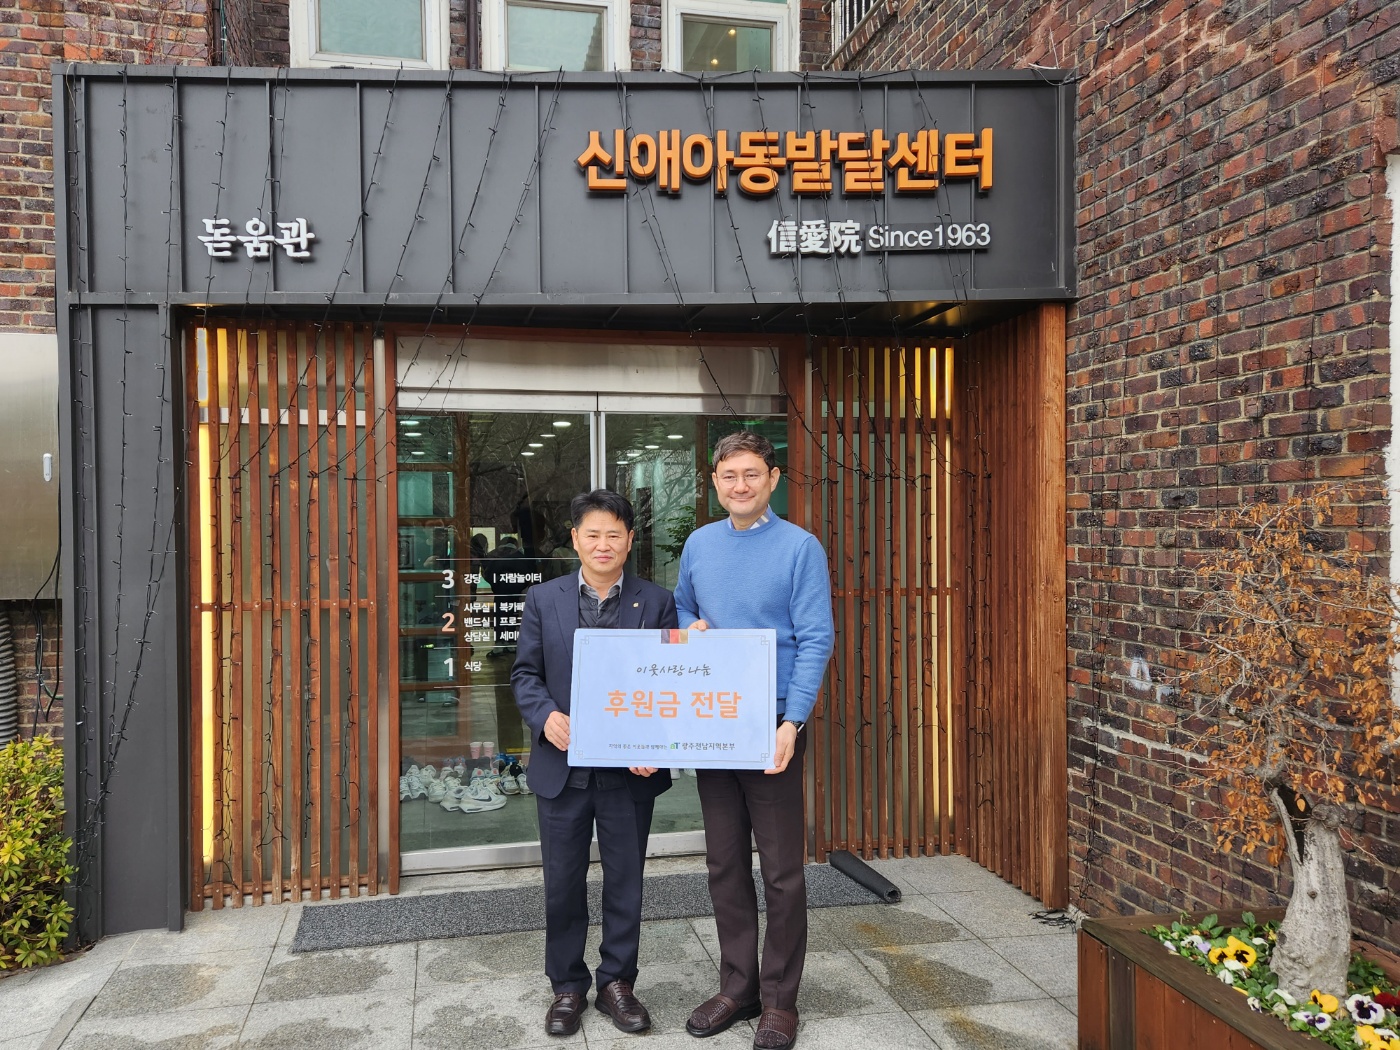 신애아동발달센터
돋움관
信愛院 Since1963
3 강당 | 자람놀이터
사무실 | 북카페
2 밴드실 | 프로그
상담실 | 세미나
1 식당
이웃사랑 나눔
후원금 전달
광주전남지역본부